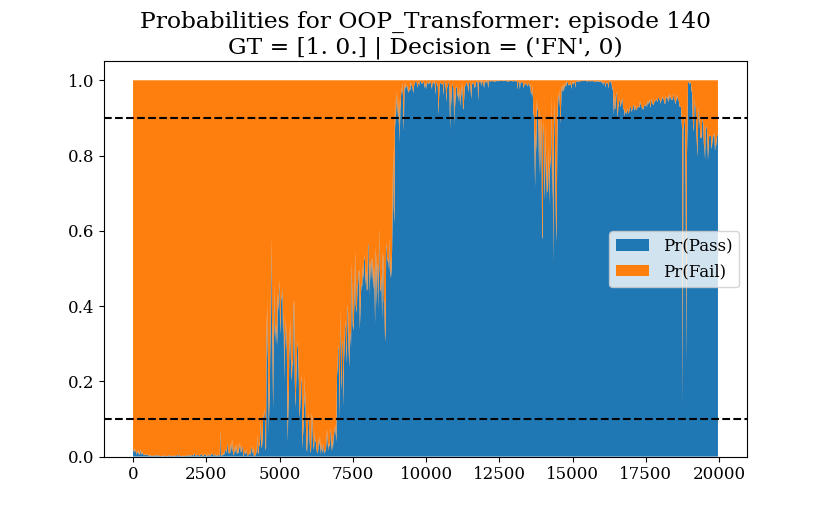 Probabilities for OOP_Transformer: episode 140
GT = [1. 0.] | Decision = ('FN', 0)
1.0
0.8
0.6
0.4
0.2
0.0
Pr(Pass)
Pr(Fail)
0 2500 5000 7500 10000 12500 15000 17500 20000